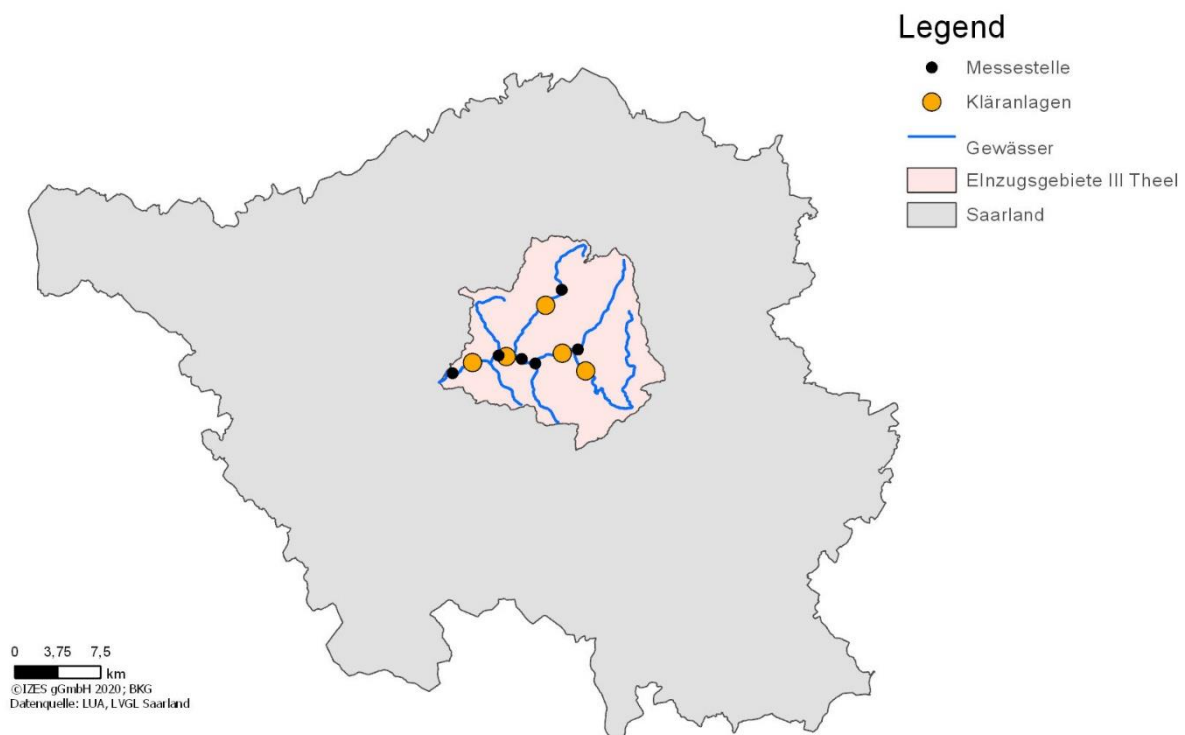 Legend
Messestelle
Kläranlagen
Gewässer
EInzugsgebiete III Theel
Saarland
0 3,75 7,5
km
©IZES gGmbH 2020; BKG
Datenquelle: LUA, LVGL Saarland